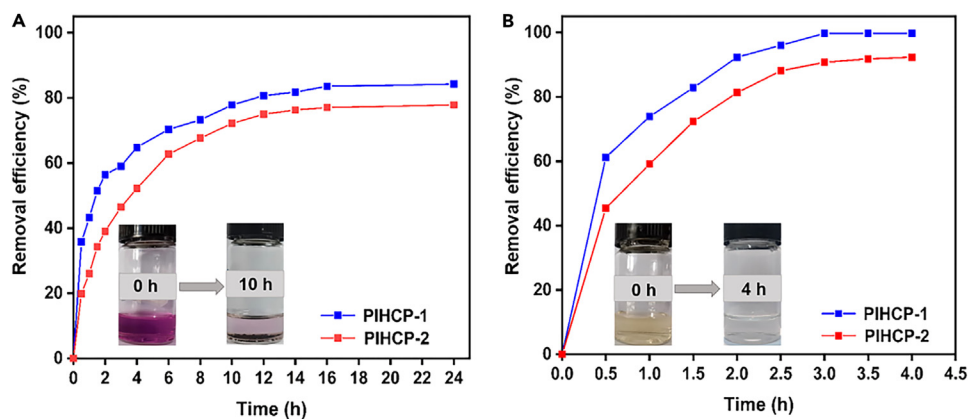 A
Removal efficiency (%)
100
80
60
40
20
0
0 h
10 h
PIHCP-1
PIHCP-2
0 2 4 6 8 10 12 14 16 18 20 22 24
Time (h)
B
Removal efficiency (%)
100
80
60
40
20
0
0 h
4 h
PIHCP-1
PIHCP-2
0.0 0.5 1.0 1.5 2.0 2.5 3.0 3.5 4.0 4.5
Time (h)